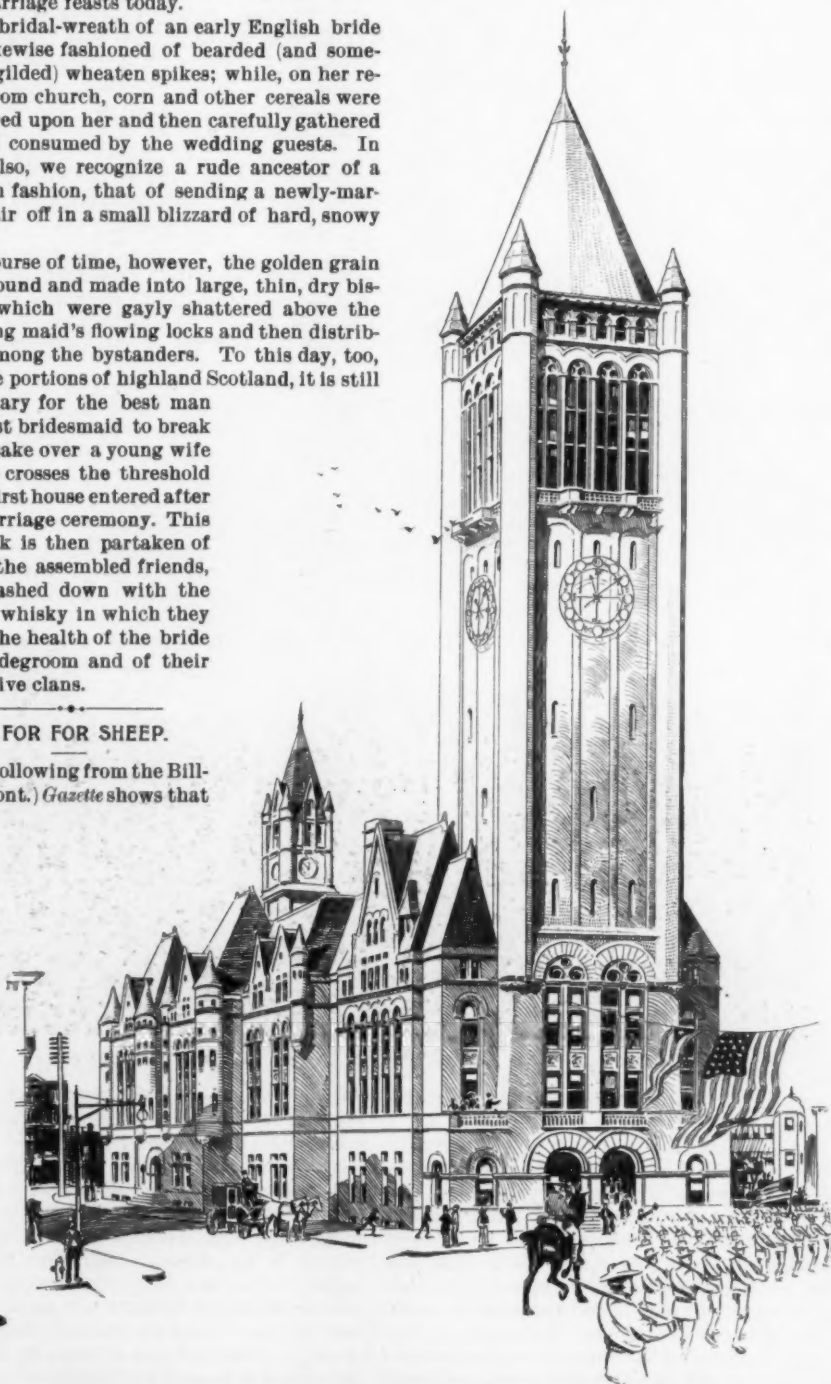 rriage feasts today.
bridal-wreath of an early English bride
ewise fashioned of bearded (and some-
gilded) wheaten spikes; while, on her re-
om church, corn and other cereals were
ed upon her and then carefully gathered
consumed by the wedding guests. In
lso, we recognize a rude ancestor of a
n fashion, that of sending a newly-mar-
ir off in a small blizzard of hard, snowy
urse of time, however, the golden grain
ound and made into large, thin, dry bis-
which were gayly shattered above the
ng maid's flowing locks and then distrib-
mong the bystanders. To this day, too,
e portions of highland Scotland, it is still
ary for the best man
st bridesmaid to break
ake over a young wife
crosses the threshold
irst house entered after
rriage ceremony. This
k is then partaken of
the assembled friends,
ashed down with the
whisky in which they
he health of the bride
degroom and of their
ive clans.
FOR FOR SHEEP.
ollowing from the Bill-
ont.) Gazette shows that